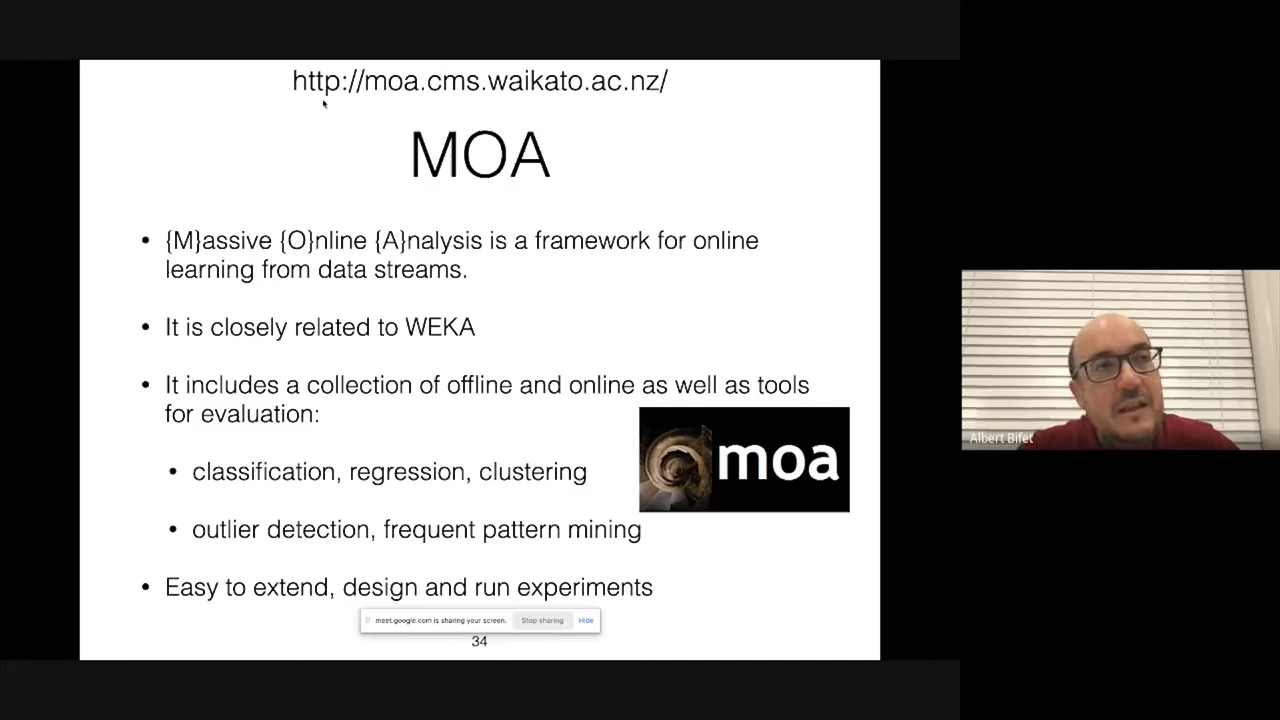 http://moa.cms.waikato.ac.nz/
MOA
• {M}assive {O}nline {A}nalysis is a framework for online
learning from data streams.
• It is closely related to WEKA
• It includes a collection of offline and online as well as tools
for evaluation:
moa
• classification, regression, clustering
• outlier detection, frequent pattern mining
• Easy to extend, design and run experiments
meet.google.com is sharing your screen. Stop sharing Hide
34
Albert Bifet